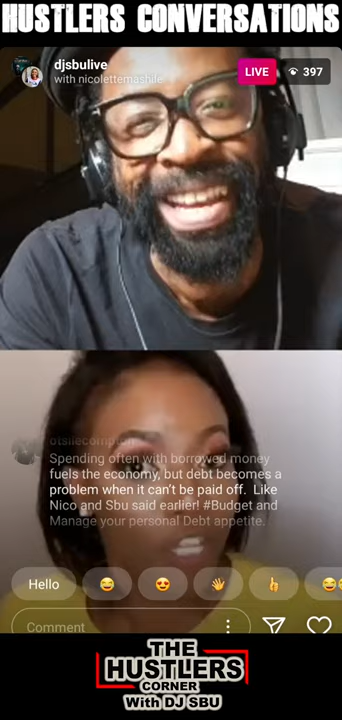 HUSTLERS CONVERSATIONS
djsbulive
with nicolettemashile
LIVE
397
otsilecompton
Spending often with borrowed money
fuels the economy, but debt becomes a
problem when it can't be paid off. Like
Nico and Sbu said earlier! #Budget and
Manage your personal Debt appetite.
Hello
Comment
THE
HUSTLERS
CORNER
With DJ SBU